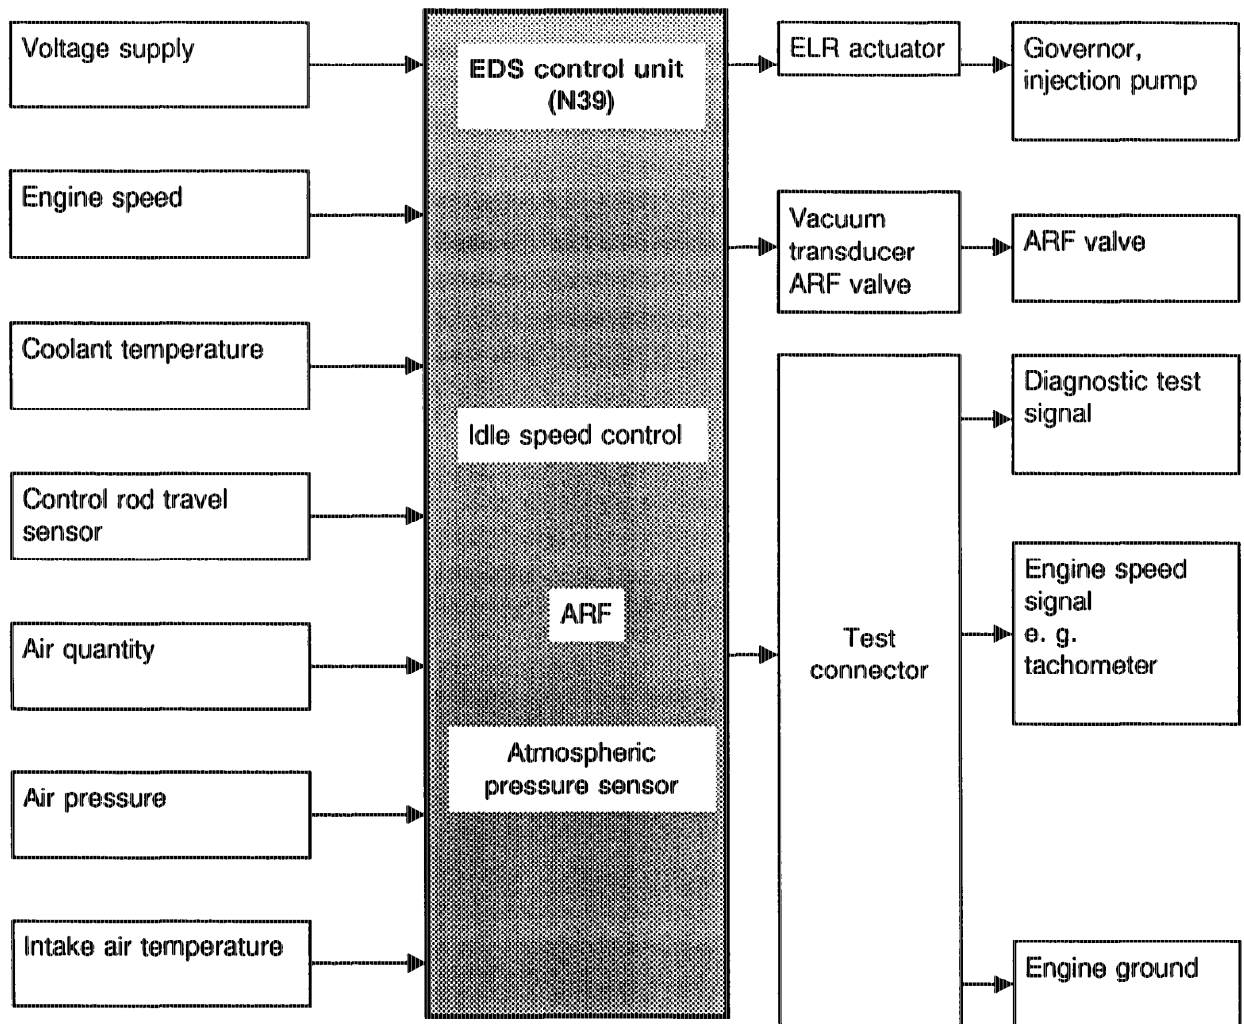 Voltage supply
Engine speed
Coolant temperature
Control rod travel
sensor
Air quantity
Air pressure
Intake air temperature
EDS control unit
(N39)
Idle speed control
ARF
Atmospheric
pressure sensor
ELR actuator
Vacuum
transducer
ARF valve
Test
connector
Governor,
injection pump
ARF valve
Diagnostic test
signal
Engine speed
signal
e. g.
tachometer
Engine ground